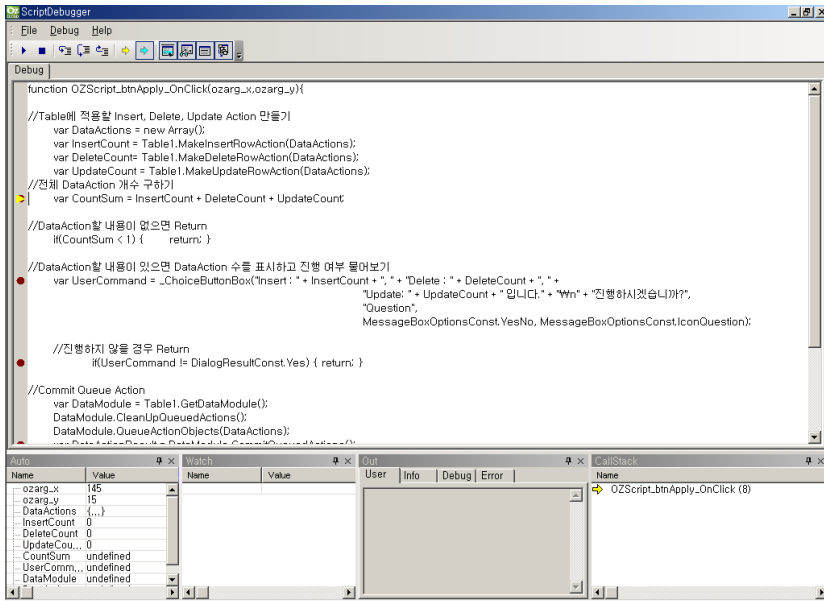 OZ ScriptDebugger
File Debug Help
Debug
function OZScript_btnApply_OnClick(ozarg_x,ozarg_y){
//Table에 적용할 Insert, Delete, Update Action 만들기
var DataActions = new Array();
var InsertCount = Table1.MakeInsertRowAction(DataActions);
var DeleteCount= Table1.MakeDeleteRowAction(DataActions);
var UpdateCount = Table1.MakeUpdateRowAction(DataActions);
//전체 DataAction 개수 구하기
var CountSum = InsertCount + DeleteCount + UpdateCount;
//DataAction할 내용이 없으면 Return
if(CountSum < 1) { return; }
//DataAction할 내용이 있으면 DataAction 수를 표시하고 진행 여부 물어보기
var UserCommand = _ChoiceButtonBox("Insert : " + InsertCount + ", " + "Delete : " + DeleteCount + ", " +
"Update: " + UpdateCount + " 입니다." + "₩n" + "진행하시겠습니까?",
"Question",
MessageBoxOptionsConst.YesNo, MessageBoxOptionsConst.IconQuestion);
//진행하지 않을 경우 Return
if(UserCommand != DialogResultConst.Yes) { return; }
//Commit Queue Action
var DataModule = Table1.GetDataModule();
DataModule.CleanUpQueuedActions();
DataModule.QueueActionObjects(DataActions);
var DataActionResult = DataModule.CommitQueuedActions();
Auto
Name Value
ozarg_x 145
ozarg_y 15
DataActions {...}
InsertCount 0
DeleteCount 0
UpdateCou... 0
CountSum undefined
UserComm... undefined
DataModule undefined
Watch
Name Value
Out
User Info Debug Error
CallStack
Name
OZScript_btnApply_OnClick (8)